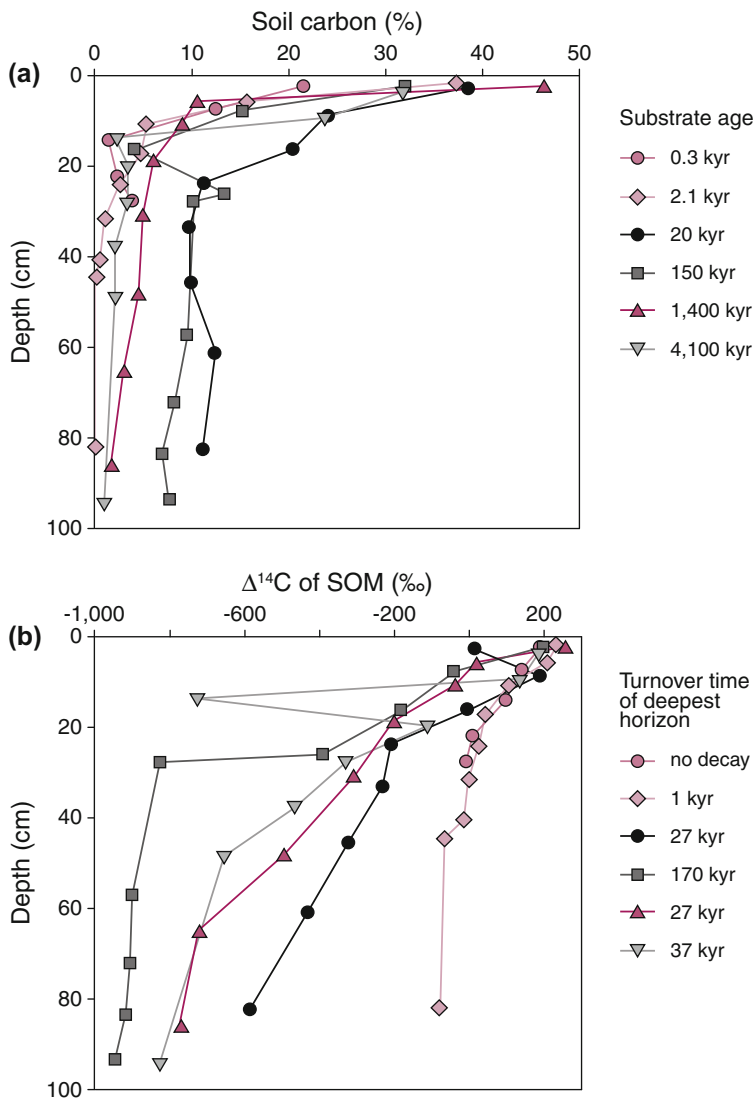 Soil carbon (%)
(a)
0 10 20 30 40 50
0
20
40
60
80
100
Depth (cm)
Substrate age
0.3 kyr
2.1 kyr
20 kyr
150 kyr
1,400 kyr
4,100 kyr
Δ¹⁴C of SOM (‰)
(b)
-1,000 -600 -200 200
0
20
40
60
80
100
Depth (cm)
Turnover time
of deepest
horizon
no decay
1 kyr
27 kyr
170 kyr
27 kyr
37 kyr